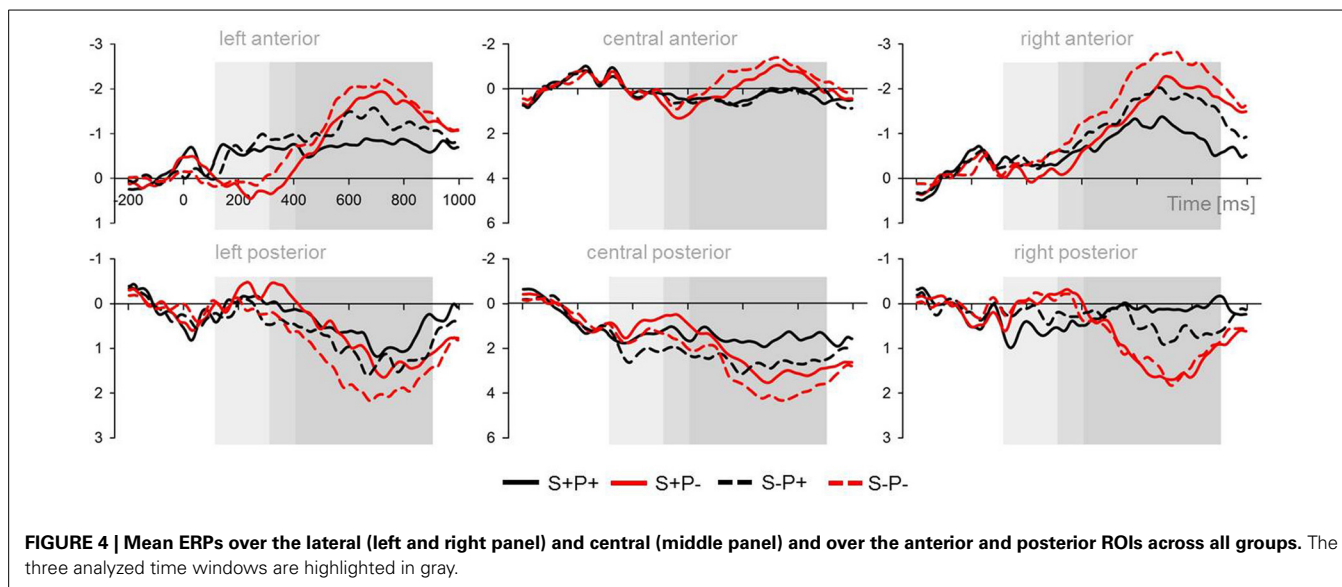 left anterior
-3
-2
-1
0
1
-200 0 200 400 600 800 1000
central anterior
-2
0
2
4
6
right anterior
-3
-2
-1
0
1
Time [ms]
left posterior
-1
0
1
2
3
central posterior
-2
0
2
4
6
right posterior
-1
0
1
2
3
S+P+ S+P- S-P+ S-P-
FIGURE 4 | Mean ERPs over the lateral (left and right panel) and central (middle panel) and over the anterior and posterior ROIs across all groups. The
three analyzed time windows are highlighted in gray.